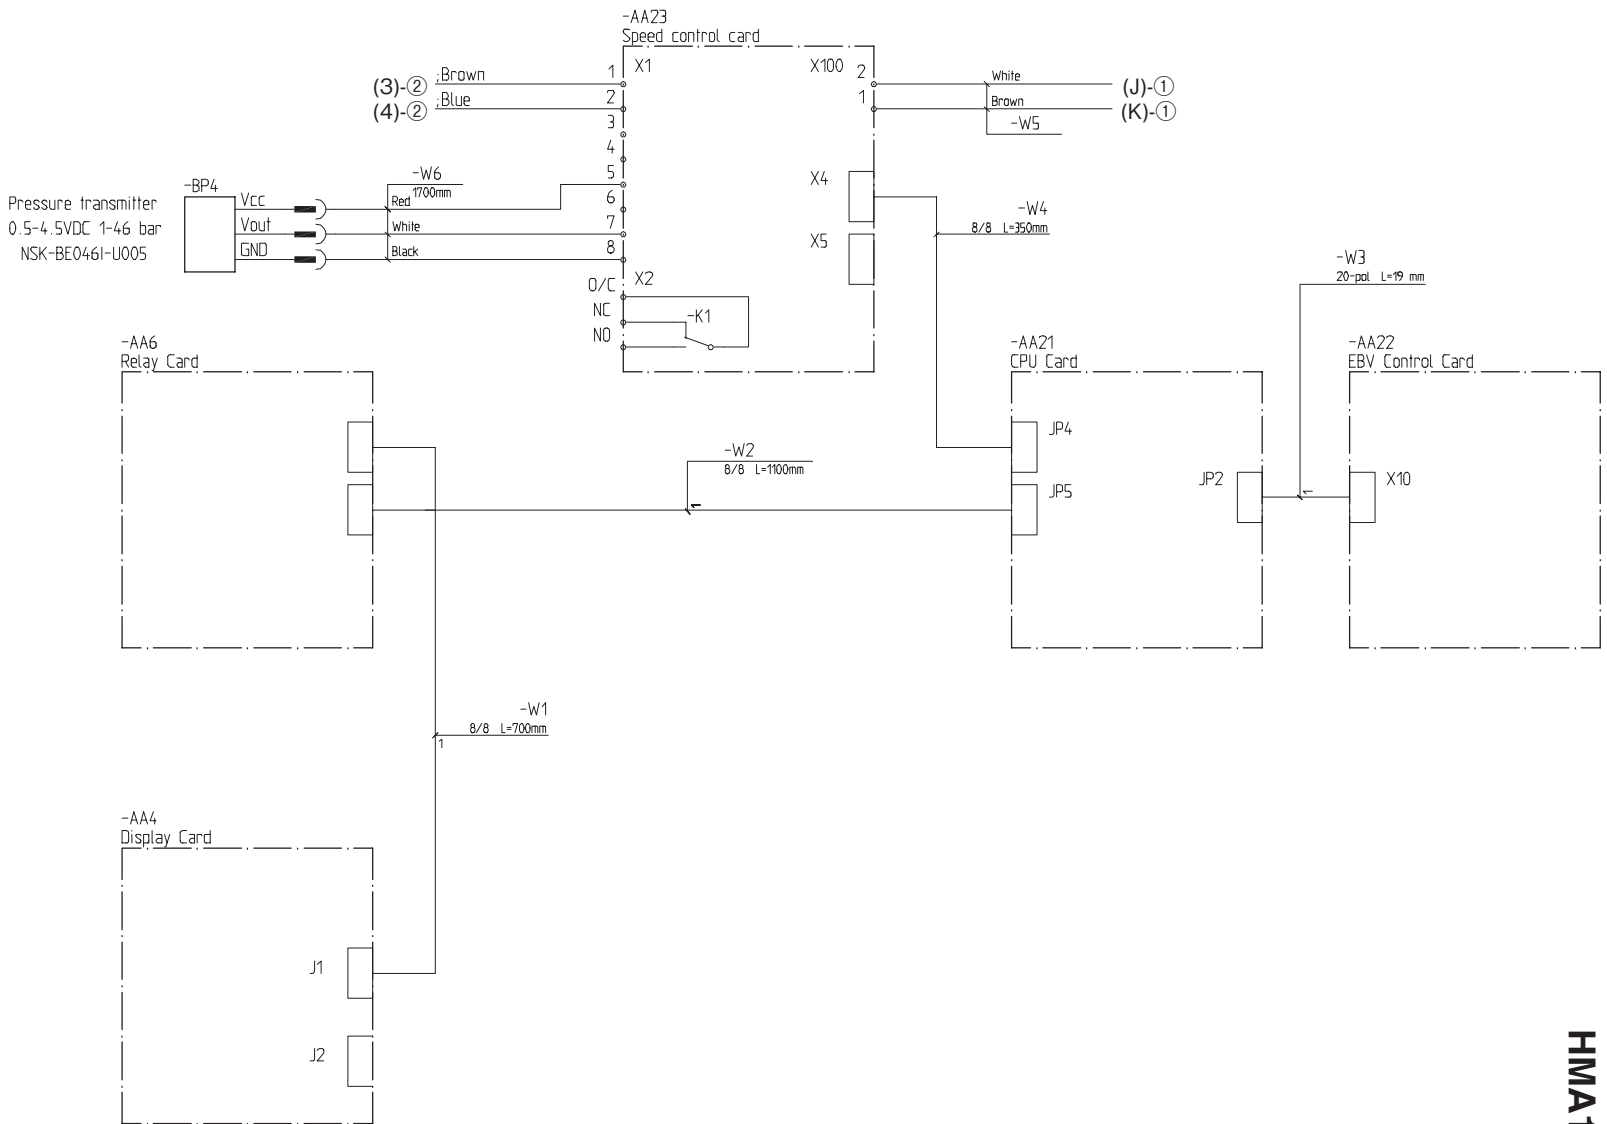 -AA23
Speed control card
(3)-② ;Brown 1 X1 X100 2 White (J)-①
(4)-② ;Blue 2 1 Brown (K)-①
3 -W5
4
-W6 5 X4
1700mm
-BP4
Pressure transmitter Vcc Red 6
0.5-4.5VDC 1-46 bar Vout White 7 X5
NSK-BE046I-U005 GND Black 8
-W4
8/8 L=350mm
O/C X2
NC -K1
NO
-W3
20-pol L=19 mm
-AA6
Relay Card
-AA21
CPU Card
-AA22
EBV Control Card
JP4
-W2
8/8 L=1100mm
1
JP5
JP2 1 X10
-W1
8/8 L=700mm
1
-AA4
Display Card
J1
J2